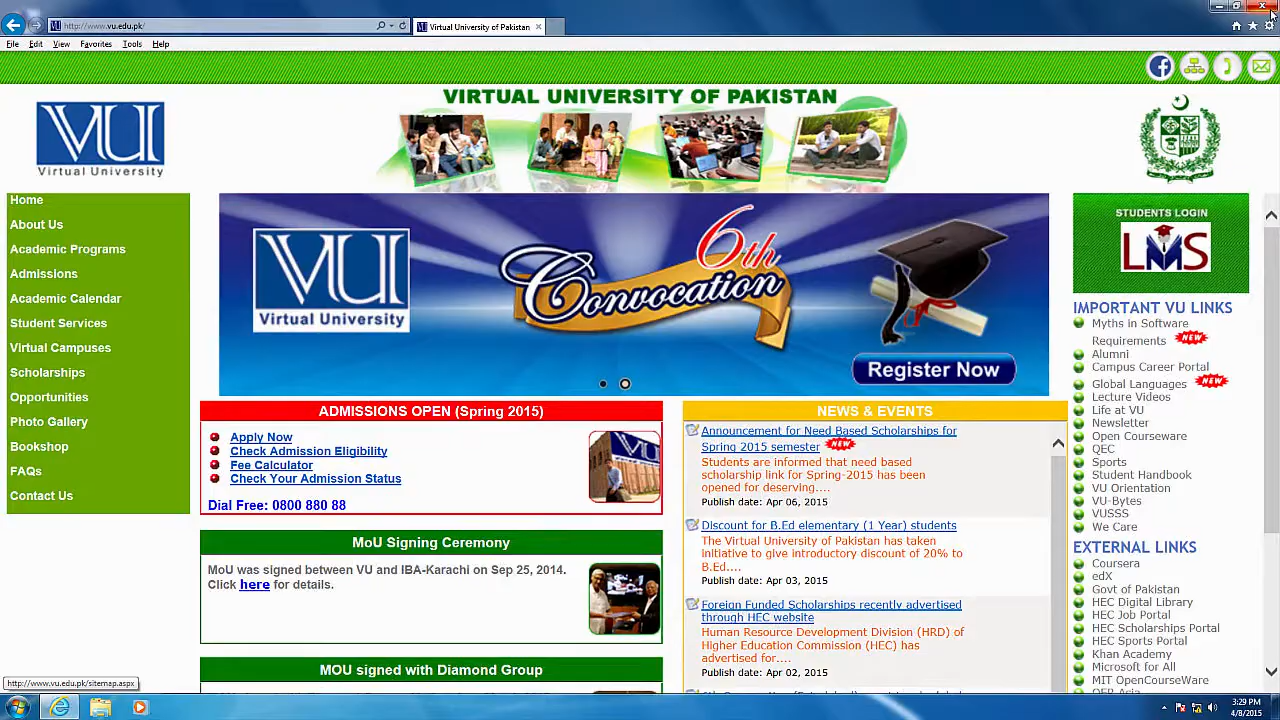 http://www.vu.edu.pk/
Virtual University of Pakistan
File Edit View Favorites Tools Help
VIRTUAL UNIVERSITY OF PAKISTAN
VU
Virtual University
Home
About Us
Academic Programs
Admissions
Academic Calendar
Student Services
Virtual Campuses
Scholarships
Opportunities
Photo Gallery
Bookshop
FAQs
Contact Us
VU
Virtual University
6th
Convocation
Register Now
STUDENTS LOGIN
LMS
IMPORTANT VU LINKS
Myths in Software
Requirements NEW
Alumni
Campus Career Portal
Global Languages NEW
Lecture Videos
Life at VU
Newsletter
Open Courseware
QEC
Sports
Student Handbook
VU Orientation
VU-Bytes
VUSSS
We Care
EXTERNAL LINKS
Coursera
edX
Govt of Pakistan
HEC Digital Library
HEC Job Portal
HEC Scholarships Portal
HEC Sports Portal
Khan Academy
Microsoft for All
MIT OpenCourseWare
ADMISSIONS OPEN (Spring 2015)
Apply Now
Check Admission Eligibility
Fee Calculator
Check Your Admission Status
Dial Free: 0800 880 88
MoU Signing Ceremony
MoU was signed between VU and IBA-Karachi on Sep 25, 2014.
Click here for details.
MOU signed with Diamond Group
NEWS & EVENTS
Announcement for Need Based Scholarships for
Spring 2015 semester NEW
Students are informed that need based
scholarship link for Spring-2015 has been
opened for deserving....
Publish date: Apr 06, 2015
Discount for B.Ed elementary (1 Year) students
The Virtual University of Pakistan has taken
initiative to give introductory discount of 20% to
B.Ed....
Publish date: Apr 03, 2015
Foreign Funded Scholarships recently advertised
through HEC website
Human Resource Development Division (HRD) of
Higher Education Commission (HEC) has
advertised for....
Publish date: Apr 02, 2015
http://www.vu.edu.pk/sitemap.aspx
3:29 PM
4/8/2015